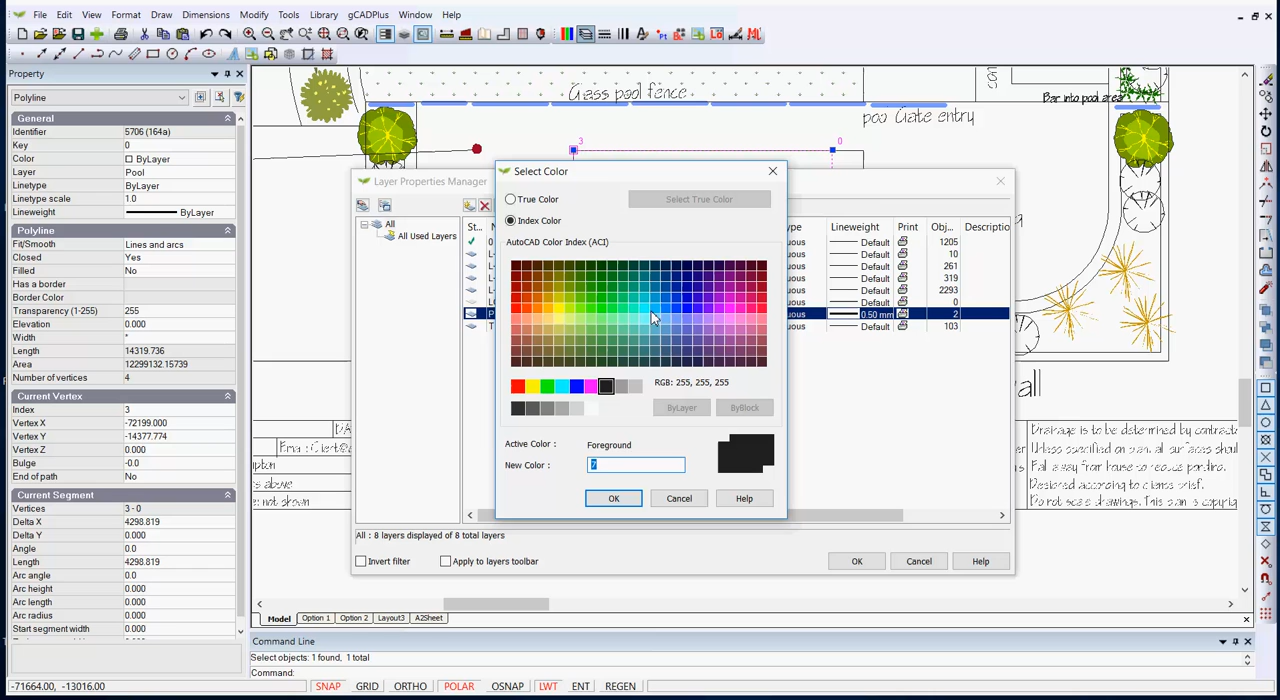 File Edit View Format Draw Dimensions Modify Tools Library gCADPlus Window Help
Property
Polyline
General
Identifier 5706 (164a)
Key 0
Color ByLayer
Layer Pool
Linetype ByLayer
Linetype scale 1.0
Lineweight ByLayer
Polyline
Fit/Smooth Lines and arcs
Closed Yes
Filled No
Has a border
Border Color
Transparency (1-255) 255
Elevation 0.000
Width *
Length 14319.736
Area 12299132.15739
Number of vertices 4
Current Vertex
Index 3
Vertex X -72199.000
Vertex Y -14377.774
Vertex Z 0.000
Bulge -0.0
End of path No
Current Segment
Vertices 3 - 0
Delta X 4298.819
Delta Y 0.000
Angle 0.0
Length 4298.819
Arc angle 0.0
Arc height 0.000
Arc length 0.000
Arc radius 0.000
Start segment width 0.000
Glass pool fence
pool Gate entry
Bar into pool area
3
0
Layer Properties Manager
All
All Used Layers
St...
Lineweight Print Obj... Descriptio
Default 1205
Default 10
Default 261
Default 319
Default 2293
Default 0
0.50 mm 2
Default 103
All : 8 layers displayed of 8 total layers
Invert filter Apply to layers toolbar
OK Cancel Help
Select Color
True Color Select True Color
Index Color
AutoCAD Color Index (ACI)
RGB: 255, 255, 255
ByLayer ByBlock
Active Color : Foreground
New Color : 7
OK Cancel Help
all
Drainage is to be determined by contracto
Unless specified on plan, all surfaces shoul
Fall away from house to reduce ponding.
Designed according to clients brief.
Do not scale drawings. This plan is copyrig
above
not shown
Model Option 1 Option 2 Layout3 A2Sheet
Command Line
Select objects: 1 found, 1 total
Command:
-71664.00, -13016.00 SNAP GRID ORTHO POLAR OSNAP LWT ENT REGEN